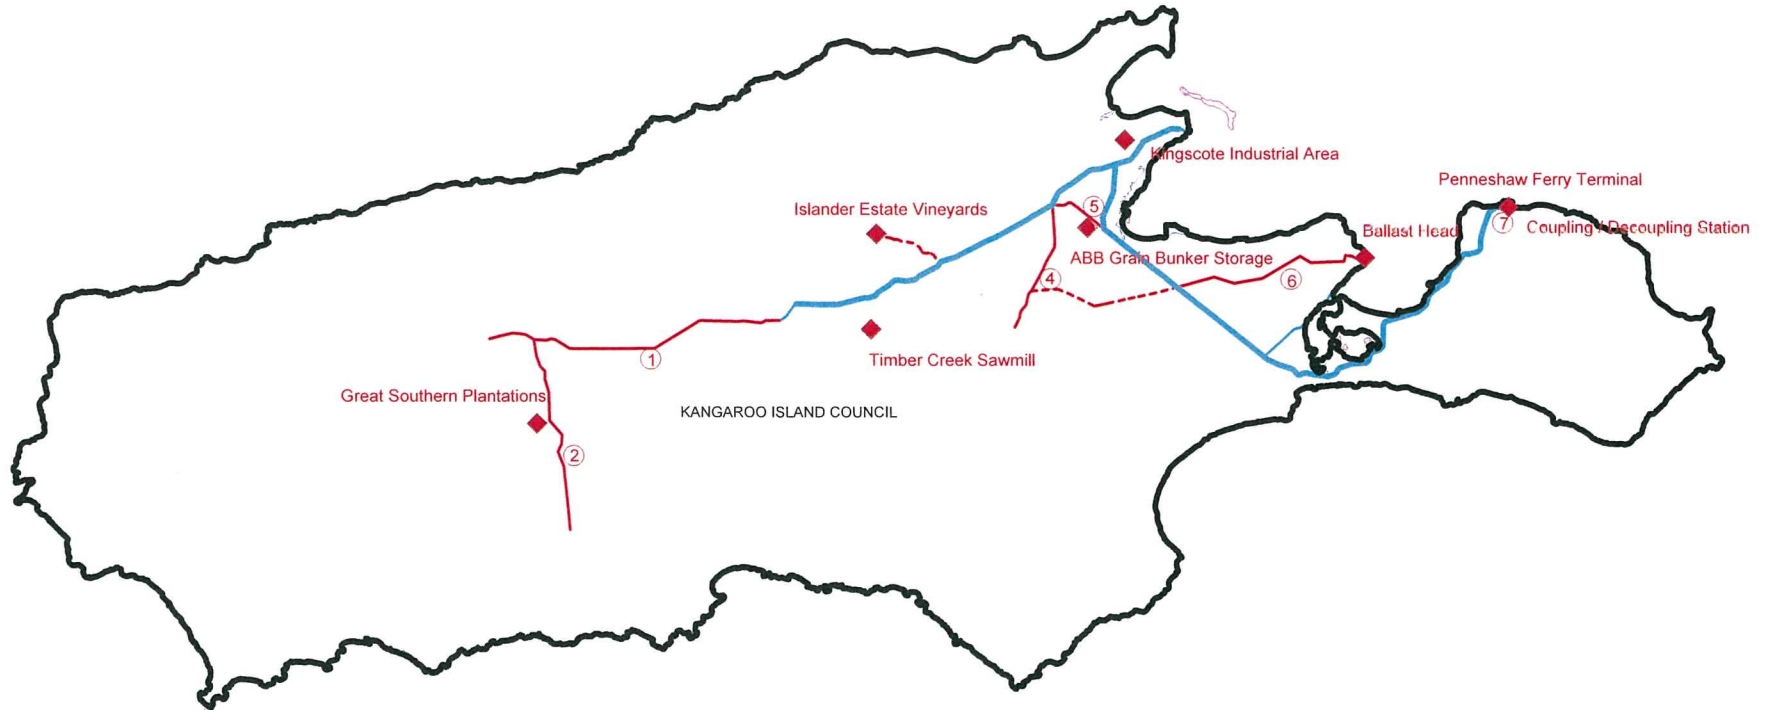 Kingscote Industrial Area
Penneshaw Ferry Terminal
Islander Estate Vineyards
5
7
Coupling / Decoupling Station
Ballast Head
ABB Grain Bunker Storage
4
6
1
Timber Creek Sawmill
Great Southern Plantations
KANGAROO ISLAND COUNCIL
2